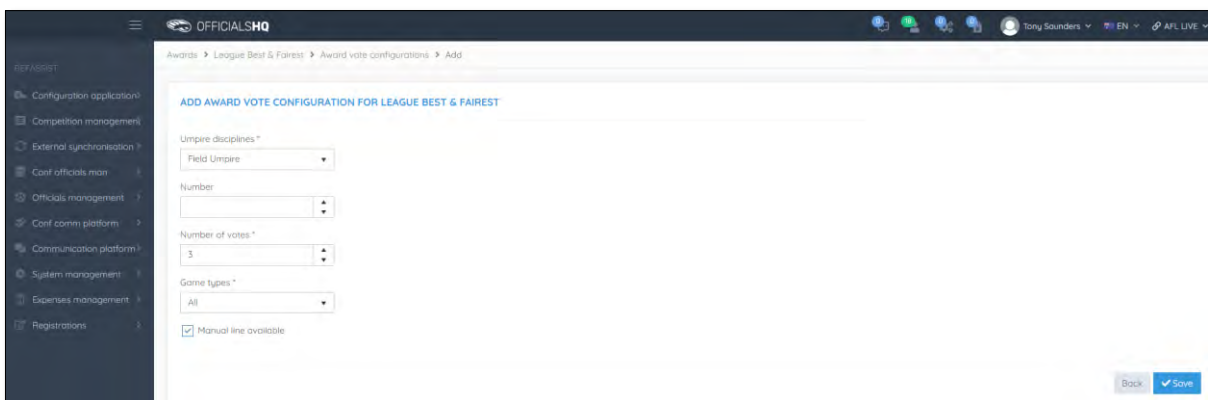 OFFICIALSHQ
Tony Saunders
EN
AFL LIVE
Awards > League Best & Fairest > Award vote configurations > Add
REFASSIST
Configuration application
Competition management
External synchronisation
Conf officials man
Officials management
Conf comm platform
Communication platform
System management
Expenses management
Registrations
ADD AWARD VOTE CONFIGURATION FOR LEAGUE BEST & FAIREST
Umpire disciplines *
Field Umpire
Number
Number of votes *
3
Game types *
All
Manual line available
Back
Save